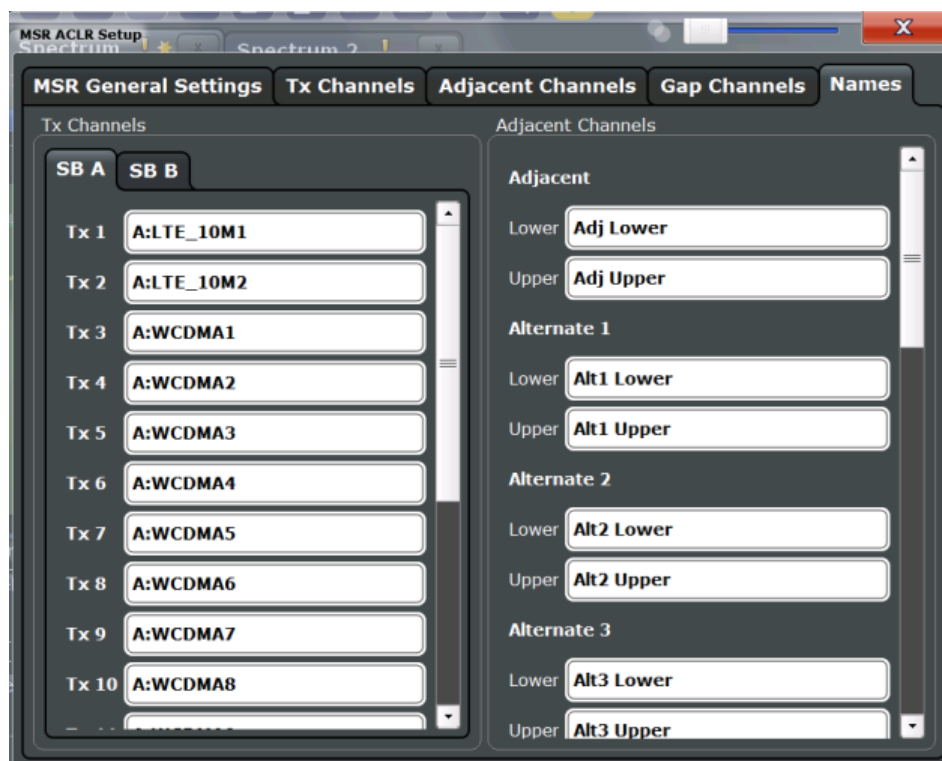 MSR ACLR Setup
Spectrum
Spectrum 2
X
MSR General Settings
Tx Channels
Adjacent Channels
Gap Channels
Names
Tx Channels
SB A
SB B
Tx 1 A:LTE_10M1
Tx 2 A:LTE_10M2
Tx 3 A:WCDMA1
Tx 4 A:WCDMA2
Tx 5 A:WCDMA3
Tx 6 A:WCDMA4
Tx 7 A:WCDMA5
Tx 8 A:WCDMA6
Tx 9 A:WCDMA7
Tx 10 A:WCDMA8
Adjacent Channels
Adjacent
Lower Adj Lower
Upper Adj Upper
Alternate 1
Lower Alt1 Lower
Upper Alt1 Upper
Alternate 2
Lower Alt2 Lower
Upper Alt2 Upper
Alternate 3
Lower Alt3 Lower
Upper Alt3 Upper